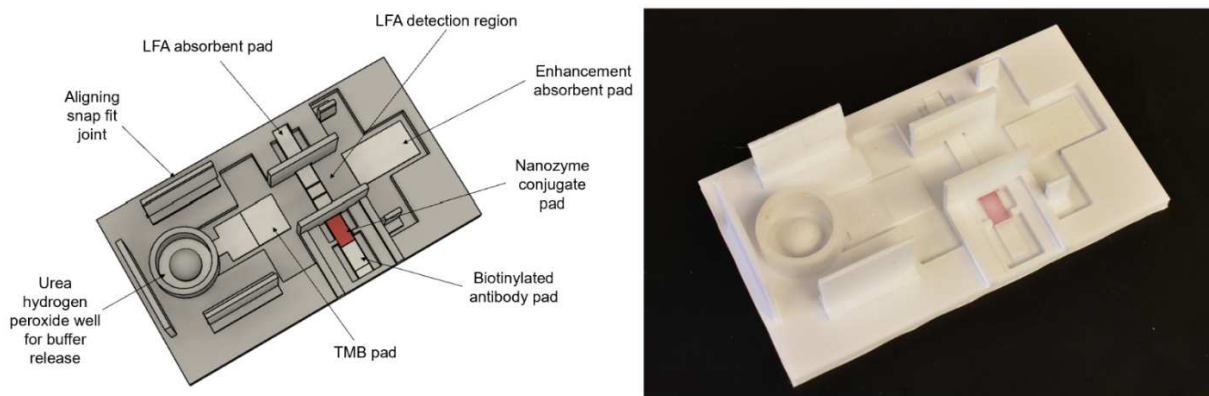 LFA absorbent pad
LFA detection region
Enhancement
absorbent pad
Aligning
snap fit
joint
Nanozyme
conjugate
pad
Biotinylated
antibody pad
Urea
hydrogen
peroxide well
for buffer
release
TMB pad